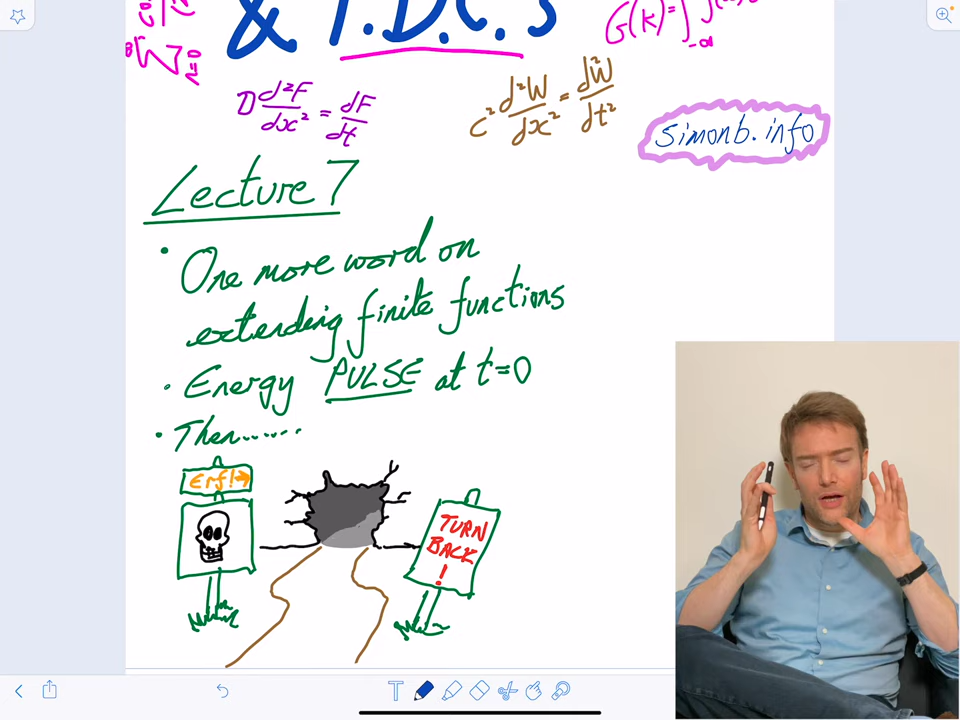 & P.D.E.'s
G(k)=∫
-∞
n=0
D d²F/dx² = dF/dt
c² d²W/dx² = d²W/dt²
simonb.info
Lecture 7
• One more word on
extending finite functions
• Energy PULSE at t=0
• Then......
Erf!→
TURN
BACK
!
T